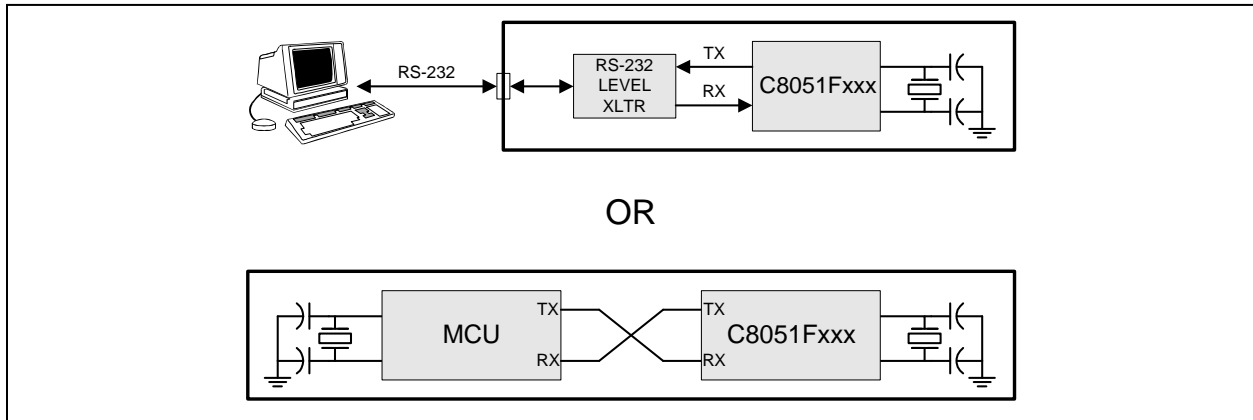 RS-232
RS-232
LEVEL
XLTR
TX
RX
C8051Fxxx
OR
MCU
TX
RX
TX
RX
C8051Fxxx